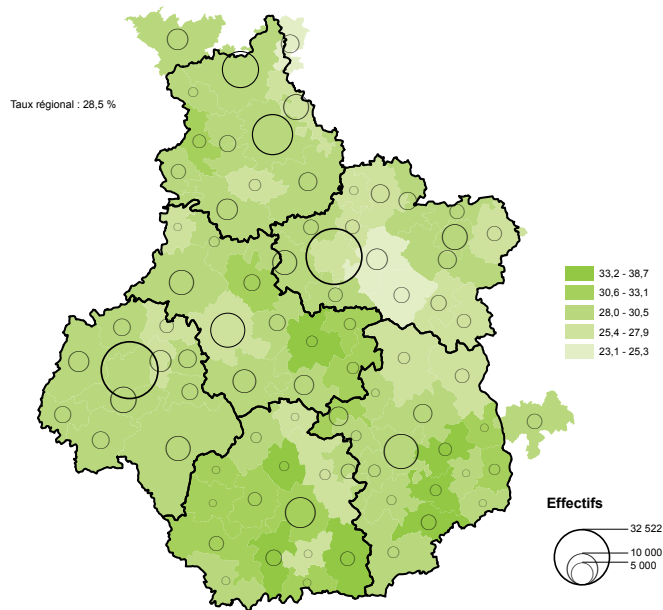 Taux régional : 28,5 %
33,2 - 38,7
30,6 - 33,1
28,0 - 30,5
25,4 - 27,9
23,1 - 25,3
Effectifs
32 522
10 000
5 000